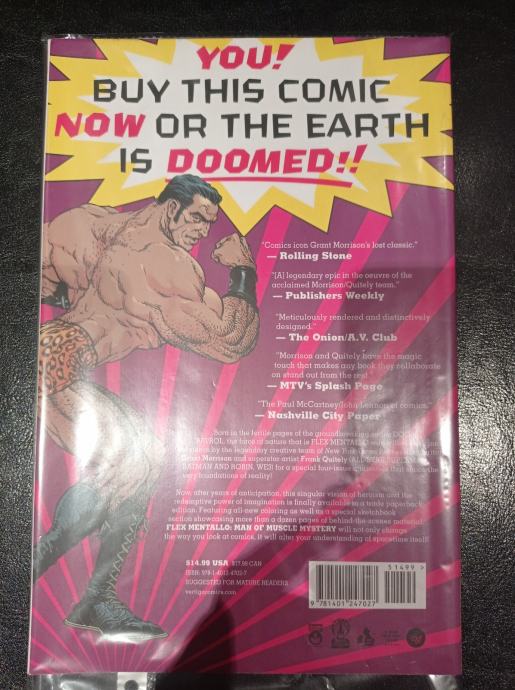 YOU!
BUY THIS COMIC
NOW OR THE EARTH
IS DOOMED!!
"Comics icon Grant Morrison's lost classic."
— Rolling Stone
"[A] legendary epic in the oeuvre of the
acclaimed Morrison/Quitely team."
— Publishers Weekly
"Meticulously rendered and distinctively
designed."
— The Onion/A.V. Club
"Morrison and Quitely have the magic
touch that makes any book they collaborate
on stand out from the rest."
— MTV's Splash Page
"The Paul McCartney/John Lennon of comics."
— Nashville City Paper
Born in the fertile pages of the groundbreaking series
PATROL, the force of nature that is FLEX MENTALLO
by the legendary creative team of New York Times
Grant Morrison and superstar artist Frank Quitely
BATMAN AND ROBIN, WE3) for a special four-issue that the
very foundations of reality!
Now, after years of anticipation, this singular vision of heroism and the
redemptive power of imagination is finally available in a trade paperback
edition. Featuring all-new coloring as well as a special sketchbook
section showcasing more than a dozen pages of behind-the-scenes material,
FLEX MENTALLO: MAN OF MUSCLE MYSTERY will not only change
the way you look at comics, it will alter your understanding of spacetime itself!
$14.99 USA $17.99 CAN
ISBN: 978-1-4012-4702-7
SUGGESTED FOR MATURE READERS
vertigocomics.com
51499 >
9 781401 247027